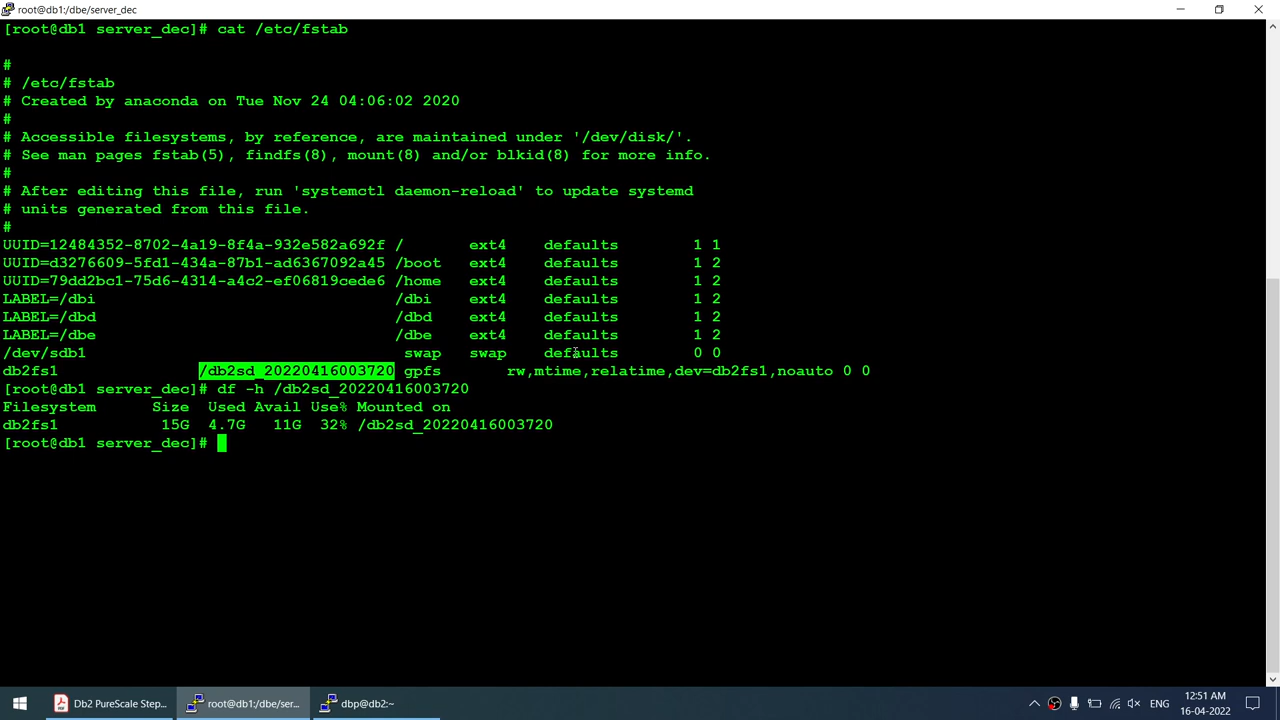 root@db1:/dbe/server_dec
[root@db1 server_dec]# cat /etc/fstab
#
# /etc/fstab
# Created by anaconda on Tue Nov 24 04:06:02 2020
#
# Accessible filesystems, by reference, are maintained under '/dev/disk/'.
# See man pages fstab(5), findfs(8), mount(8) and/or blkid(8) for more info.
#
# After editing this file, run 'systemctl daemon-reload' to update systemd
# units generated from this file.
#
UUID=12484352-8702-4a19-8f4a-932e582a692f / ext4 defaults 1 1
UUID=d3276609-5fd1-434a-87b1-ad6367092a45 /boot ext4 defaults 1 2
UUID=79dd2bc1-75d6-4314-a4c2-ef06819cede6 /home ext4 defaults 1 2
LABEL=/dbi /dbi ext4 defaults 1 2
LABEL=/dbd /dbd ext4 defaults 1 2
LABEL=/dbe /dbe ext4 defaults 1 2
/dev/sdb1 swap swap defaults 0 0
db2fs1 /db2sd_20220416003720 gpfs rw,mtime,relatime,dev=db2fs1,noauto 0 0
[root@db1 server_dec]# df -h /db2sd_20220416003720
Filesystem Size Used Avail Use% Mounted on
db2fs1 15G 4.7G 11G 32% /db2sd_20220416003720
[root@db1 server_dec]#
Db2 PureScale Step... root@db1:/dbe/ser... dbp@db2:~ ENG 12:51 AM
16-04-2022